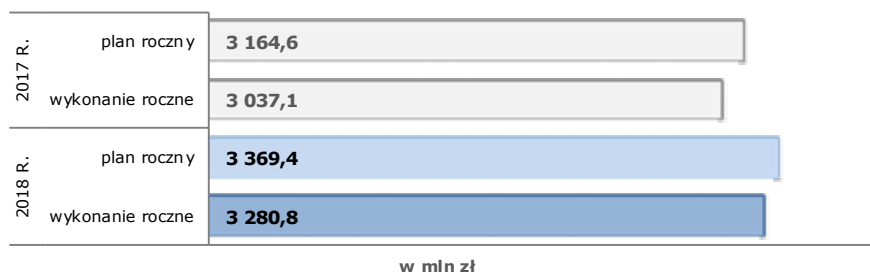 2017 R.
plan roczny 3 164,6
wykonanie roczne 3 037,1
2018 R.
plan roczny 3 369,4
wykonanie roczne 3 280,8
w mln zł